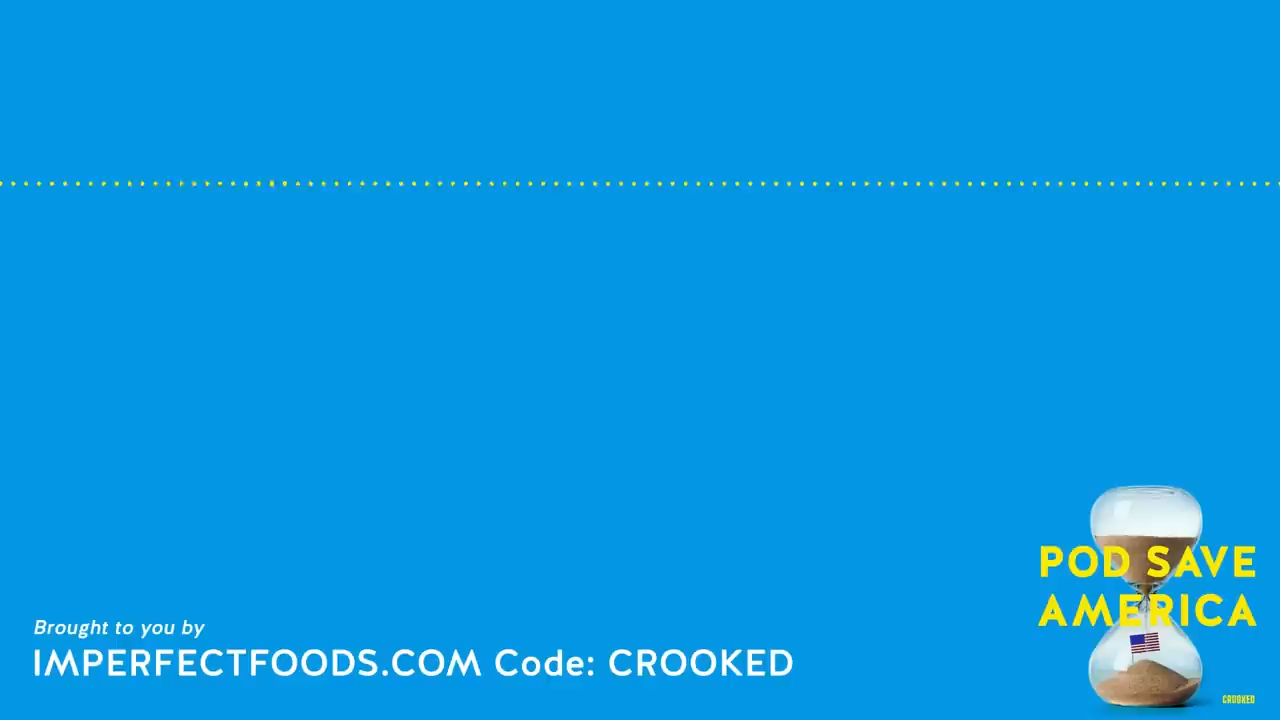 POD SAVE
AMERICA
Brought to you by
IMPERFECTFOODS.COM Code: CROOKED
CROOKED